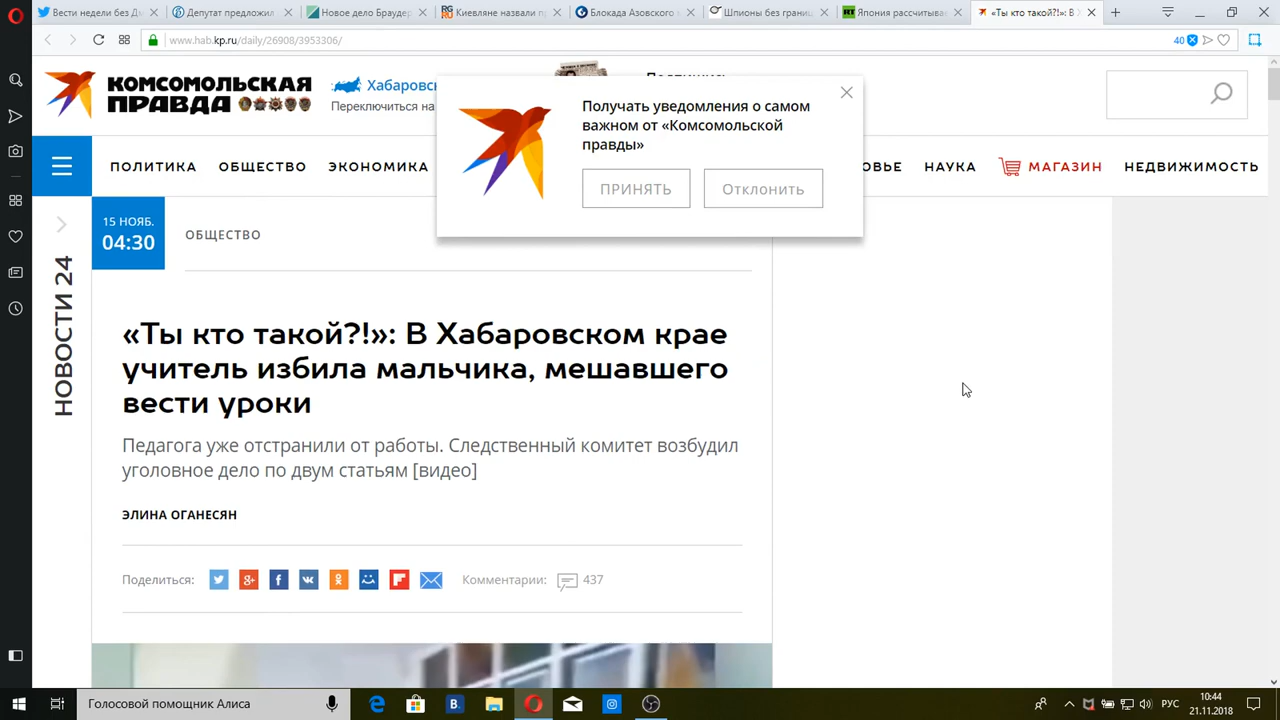 Вести недели без Дм
Депутат предложил
Новое дело Браудер
Киевляне назвали пр
Блокада Азовского м
оны без границ
Япония рассчитывае
«Ты кто такой?!»: В Х
www.hab.kp.ru/daily/26908/3953306/
40
КОМСОМОЛЬСКАЯ
ПРАВДА
Хабаровск
Переключиться на
Получать уведомления о самом
важном от «Комсомольской
правды»
ПРИНЯТЬ
Отклонить
ПОЛИТИКА
ОБЩЕСТВО
ЭКОНОМИКА
ОВЬЕ
НАУКА
МАГАЗИН
НЕДВИЖИМОСТЬ
НОВОСТИ 24
15 НОЯБ.
04:30
ОБЩЕСТВО
«Ты кто такой?!»: В Хабаровском крае
учитель избила мальчика, мешавшего
вести уроки
Педагога уже отстранили от работы. Следственный комитет возбудил
уголовное дело по двум статьям [видео]
ЭЛИНА ОГАНЕСЯН
Поделиться:
Комментарии:
437
Голосовой помощник Алиса
РУС
10:44
21.11.2018